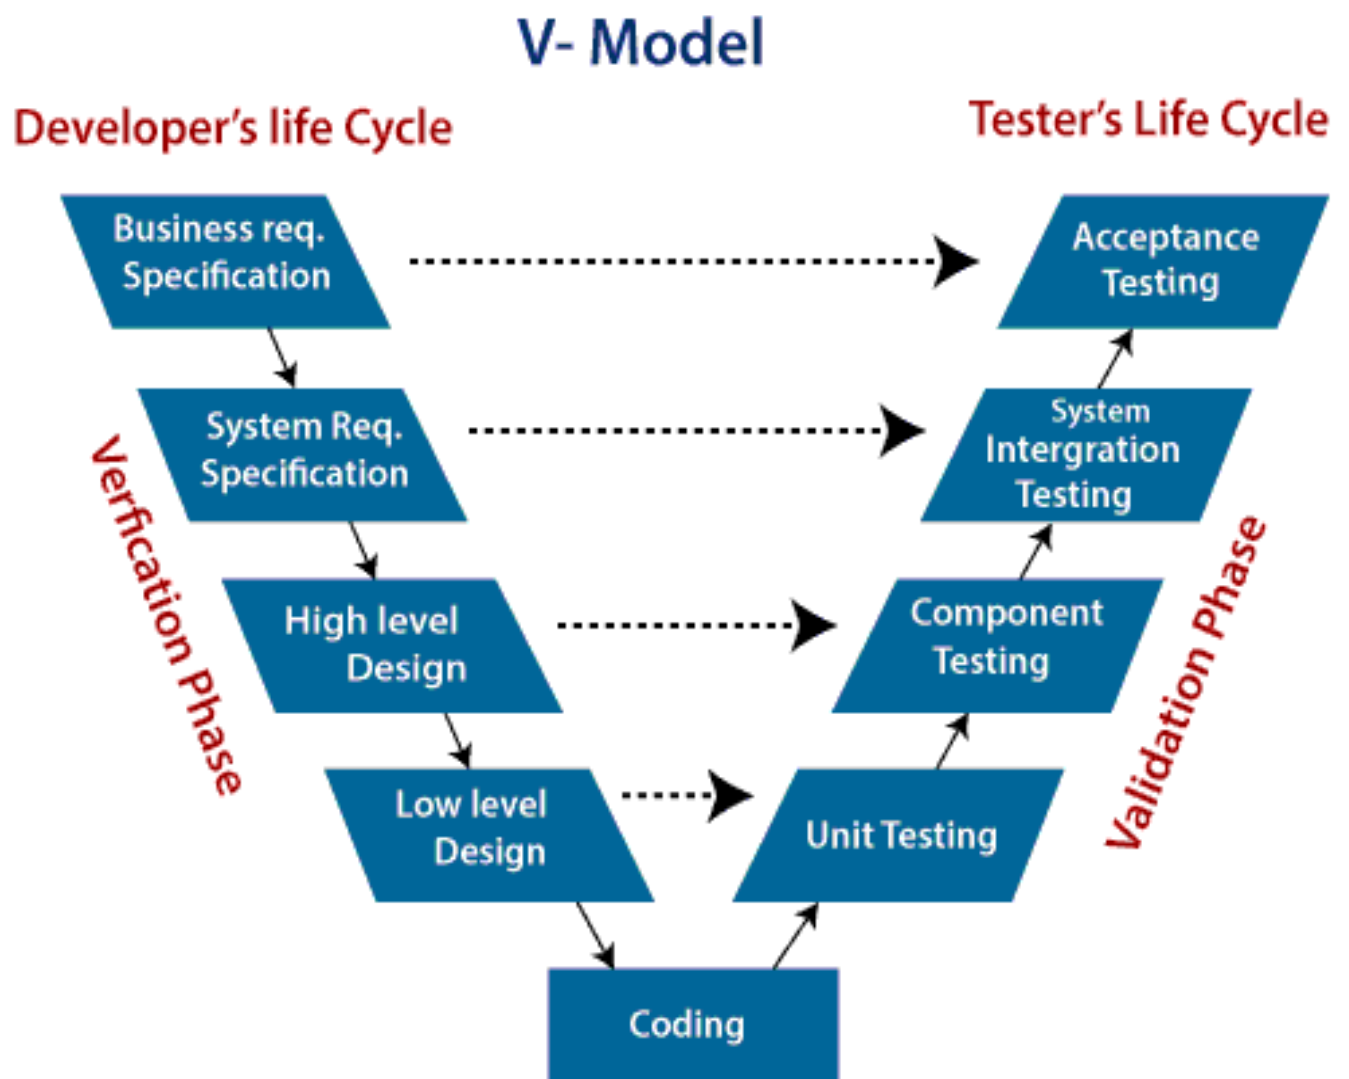 V- Model
Developer's life Cycle
Tester's Life Cycle
Business req.
Specification
Acceptance
Testing
System Req.
Specification
System
Intergration
Testing
Verfication Phase
High level
Design
Component
Testing
Validation Phase
Low level
Design
Unit Testing
Coding